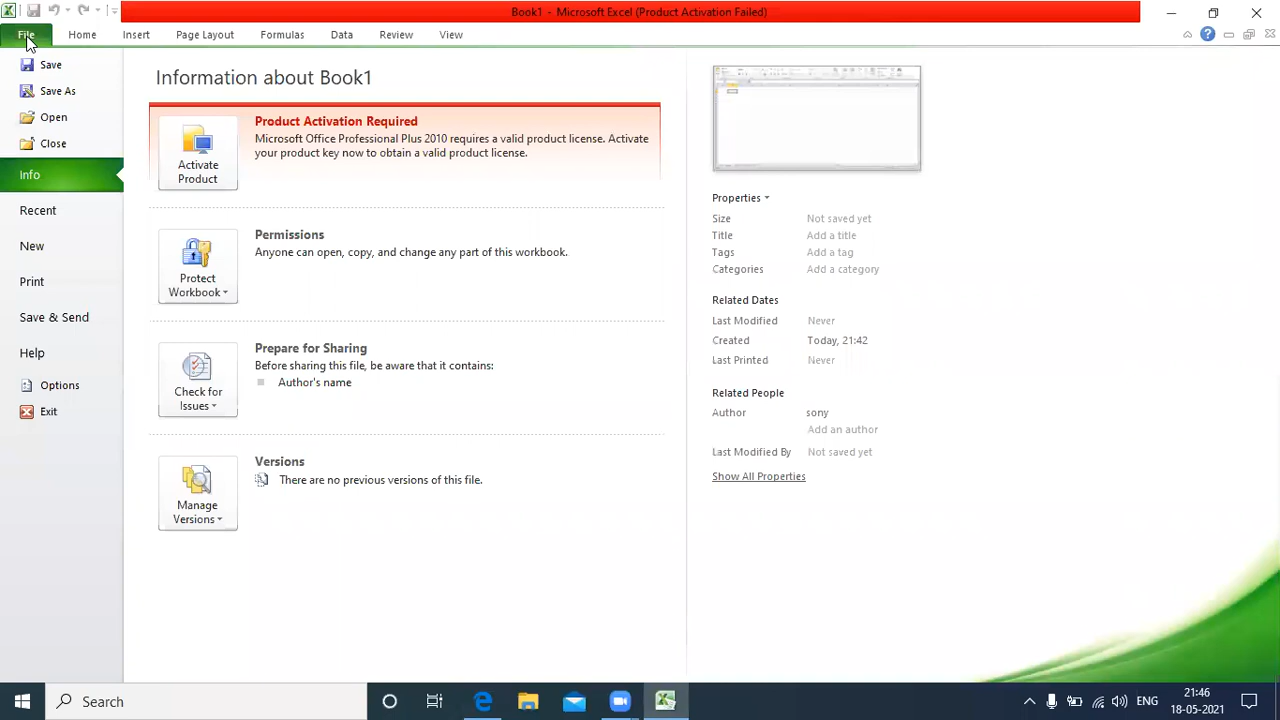 Book1 - Microsoft Excel (Product Activation Failed)
File Home Insert Page Layout Formulas Data Review View
Save
Save As
Open
Close
Info
Recent
New
Print
Save & Send
Help
Options
Exit
Information about Book1
Activate
Product
Product Activation Required
Microsoft Office Professional Plus 2010 requires a valid product license. Activate
your product key now to obtain a valid product license.
Protect
Workbook
Permissions
Anyone can open, copy, and change any part of this workbook.
Check for
Issues
Prepare for Sharing
Before sharing this file, be aware that it contains:
Author's name
Manage
Versions
Versions
There are no previous versions of this file.
Properties
Size Not saved yet
Title Add a title
Tags Add a tag
Categories Add a category
Related Dates
Last Modified Never
Created Today, 21:42
Last Printed Never
Related People
Author sony
Add an author
Last Modified By Not saved yet
Show All Properties
Search
ENG
21:46
18-05-2021